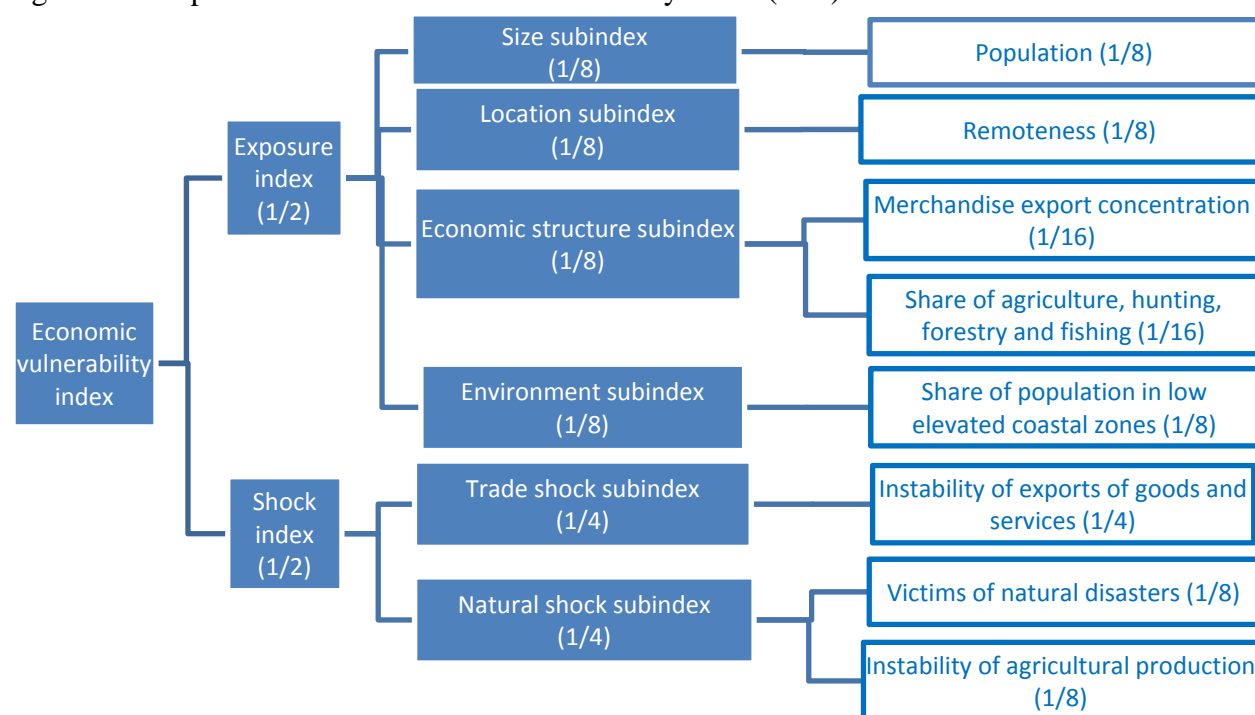 Size subindex
(1/8)
Population (1/8)
Location subindex
(1/8)
Remoteness (1/8)
Exposure
index
(1/2)
Economic structure subindex
(1/8)
Merchandise export concentration
(1/16)
Share of agriculture, hunting,
forestry and fishing (1/16)
Economic
vulnerability
index
Environment subindex
(1/8)
Share of population in low
elevated coastal zones (1/8)
Shock
index
(1/2)
Trade shock subindex
(1/4)
Instability of exports of goods and
services (1/4)
Natural shock subindex
(1/4)
Victims of natural disasters (1/8)
Instability of agricultural production
(1/8)